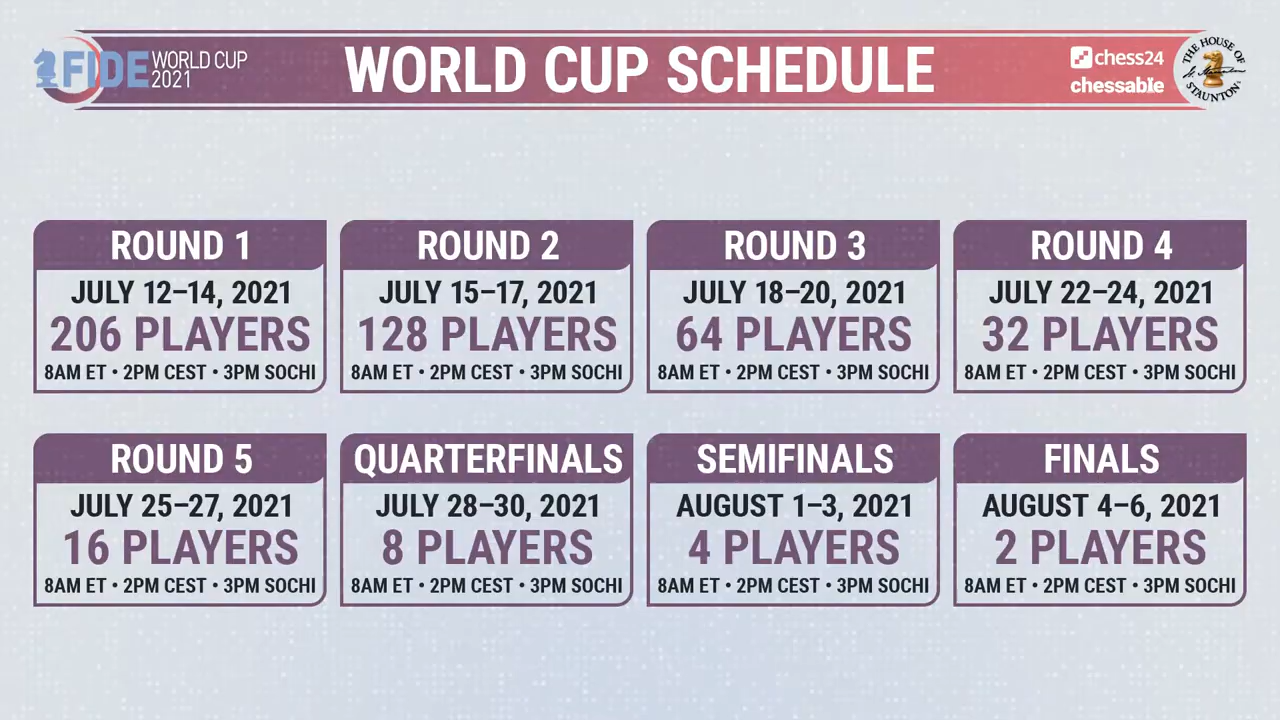 FIDE WORLD CUP 2021
WORLD CUP SCHEDULE
chess24
chessable
THE HOUSE OF
STAUNTON
ROUND 1
JULY 12–14, 2021
206 PLAYERS
8AM ET • 2PM CEST • 3PM SOCHI
ROUND 2
JULY 15–17, 2021
128 PLAYERS
8AM ET • 2PM CEST • 3PM SOCHI
ROUND 3
JULY 18–20, 2021
64 PLAYERS
8AM ET • 2PM CEST • 3PM SOCHI
ROUND 4
JULY 22–24, 2021
32 PLAYERS
8AM ET • 2PM CEST • 3PM SOCHI
ROUND 5
JULY 25–27, 2021
16 PLAYERS
8AM ET • 2PM CEST • 3PM SOCHI
QUARTERFINALS
JULY 28–30, 2021
8 PLAYERS
8AM ET • 2PM CEST • 3PM SOCHI
SEMIFINALS
AUGUST 1–3, 2021
4 PLAYERS
8AM ET • 2PM CEST • 3PM SOCHI
FINALS
AUGUST 4–6, 2021
2 PLAYERS
8AM ET • 2PM CEST • 3PM SOCHI